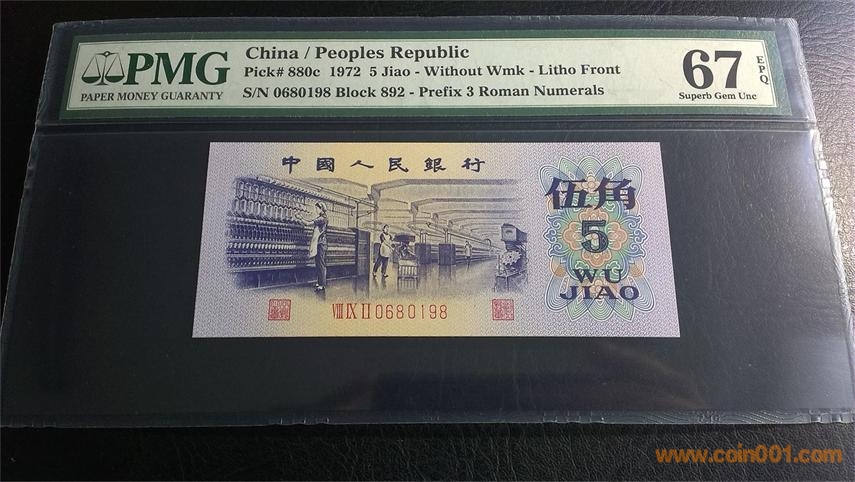 PMG
PAPER MONEY GUARANTY
China / Peoples Republic
Pick# 880c 1972 5 Jiao - Without Wmk - Litho Front
S/N 0680198 Block 892 - Prefix 3 Roman Numerals
67
Superb Gem Unc
EPQ
中國人民銀行
伍角
5
WU
JIAO
VIII IX II 0680198
www.coin001.com